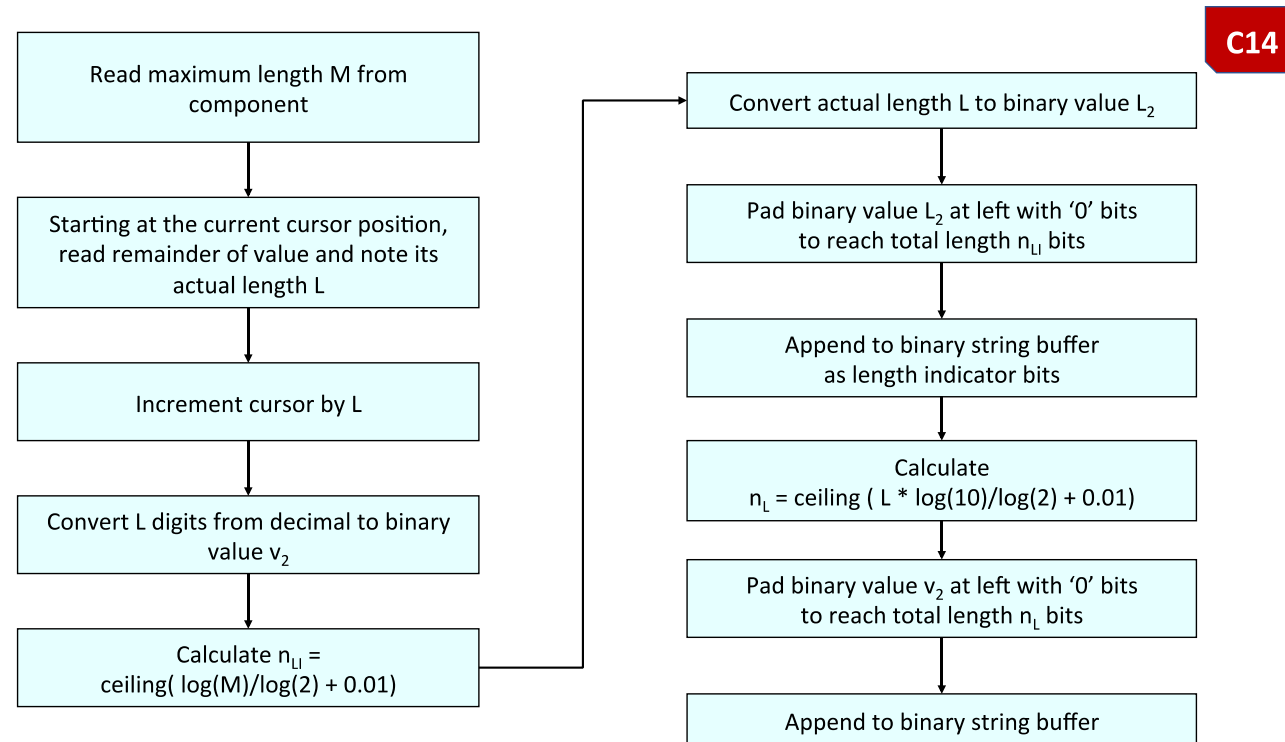 C14
Read maximum length M from
component
Starting at the current cursor position,
read remainder of value and note its
actual length L
Increment cursor by L
Convert L digits from decimal to binary
value v₂
Calculate n_LI =
ceiling( log(M)/log(2) + 0.01)
Convert actual length L to binary value L₂
Pad binary value L₂ at left with ‘0’ bits
to reach total length n_LI bits
Append to binary string buffer
as length indicator bits
Calculate
n_L = ceiling ( L * log(10)/log(2) + 0.01)
Pad binary value v₂ at left with ‘0’ bits
to reach total length n_L bits
Append to binary string buffer